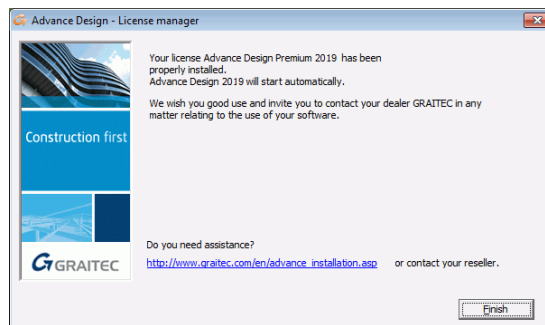 Advance Design - License manager
Your license Advance Design Premium 2019 has been
properly installed.
Advance Design 2019 will start automatically.
We wish you good use and invite you to contact your dealer GRAITEC in any
matter relating to the use of your software.
Construction first
Do you need assistance?
http://www.graitec.com/en/advance_installation.asp or contact your reseller.
GRAITEC
Finish